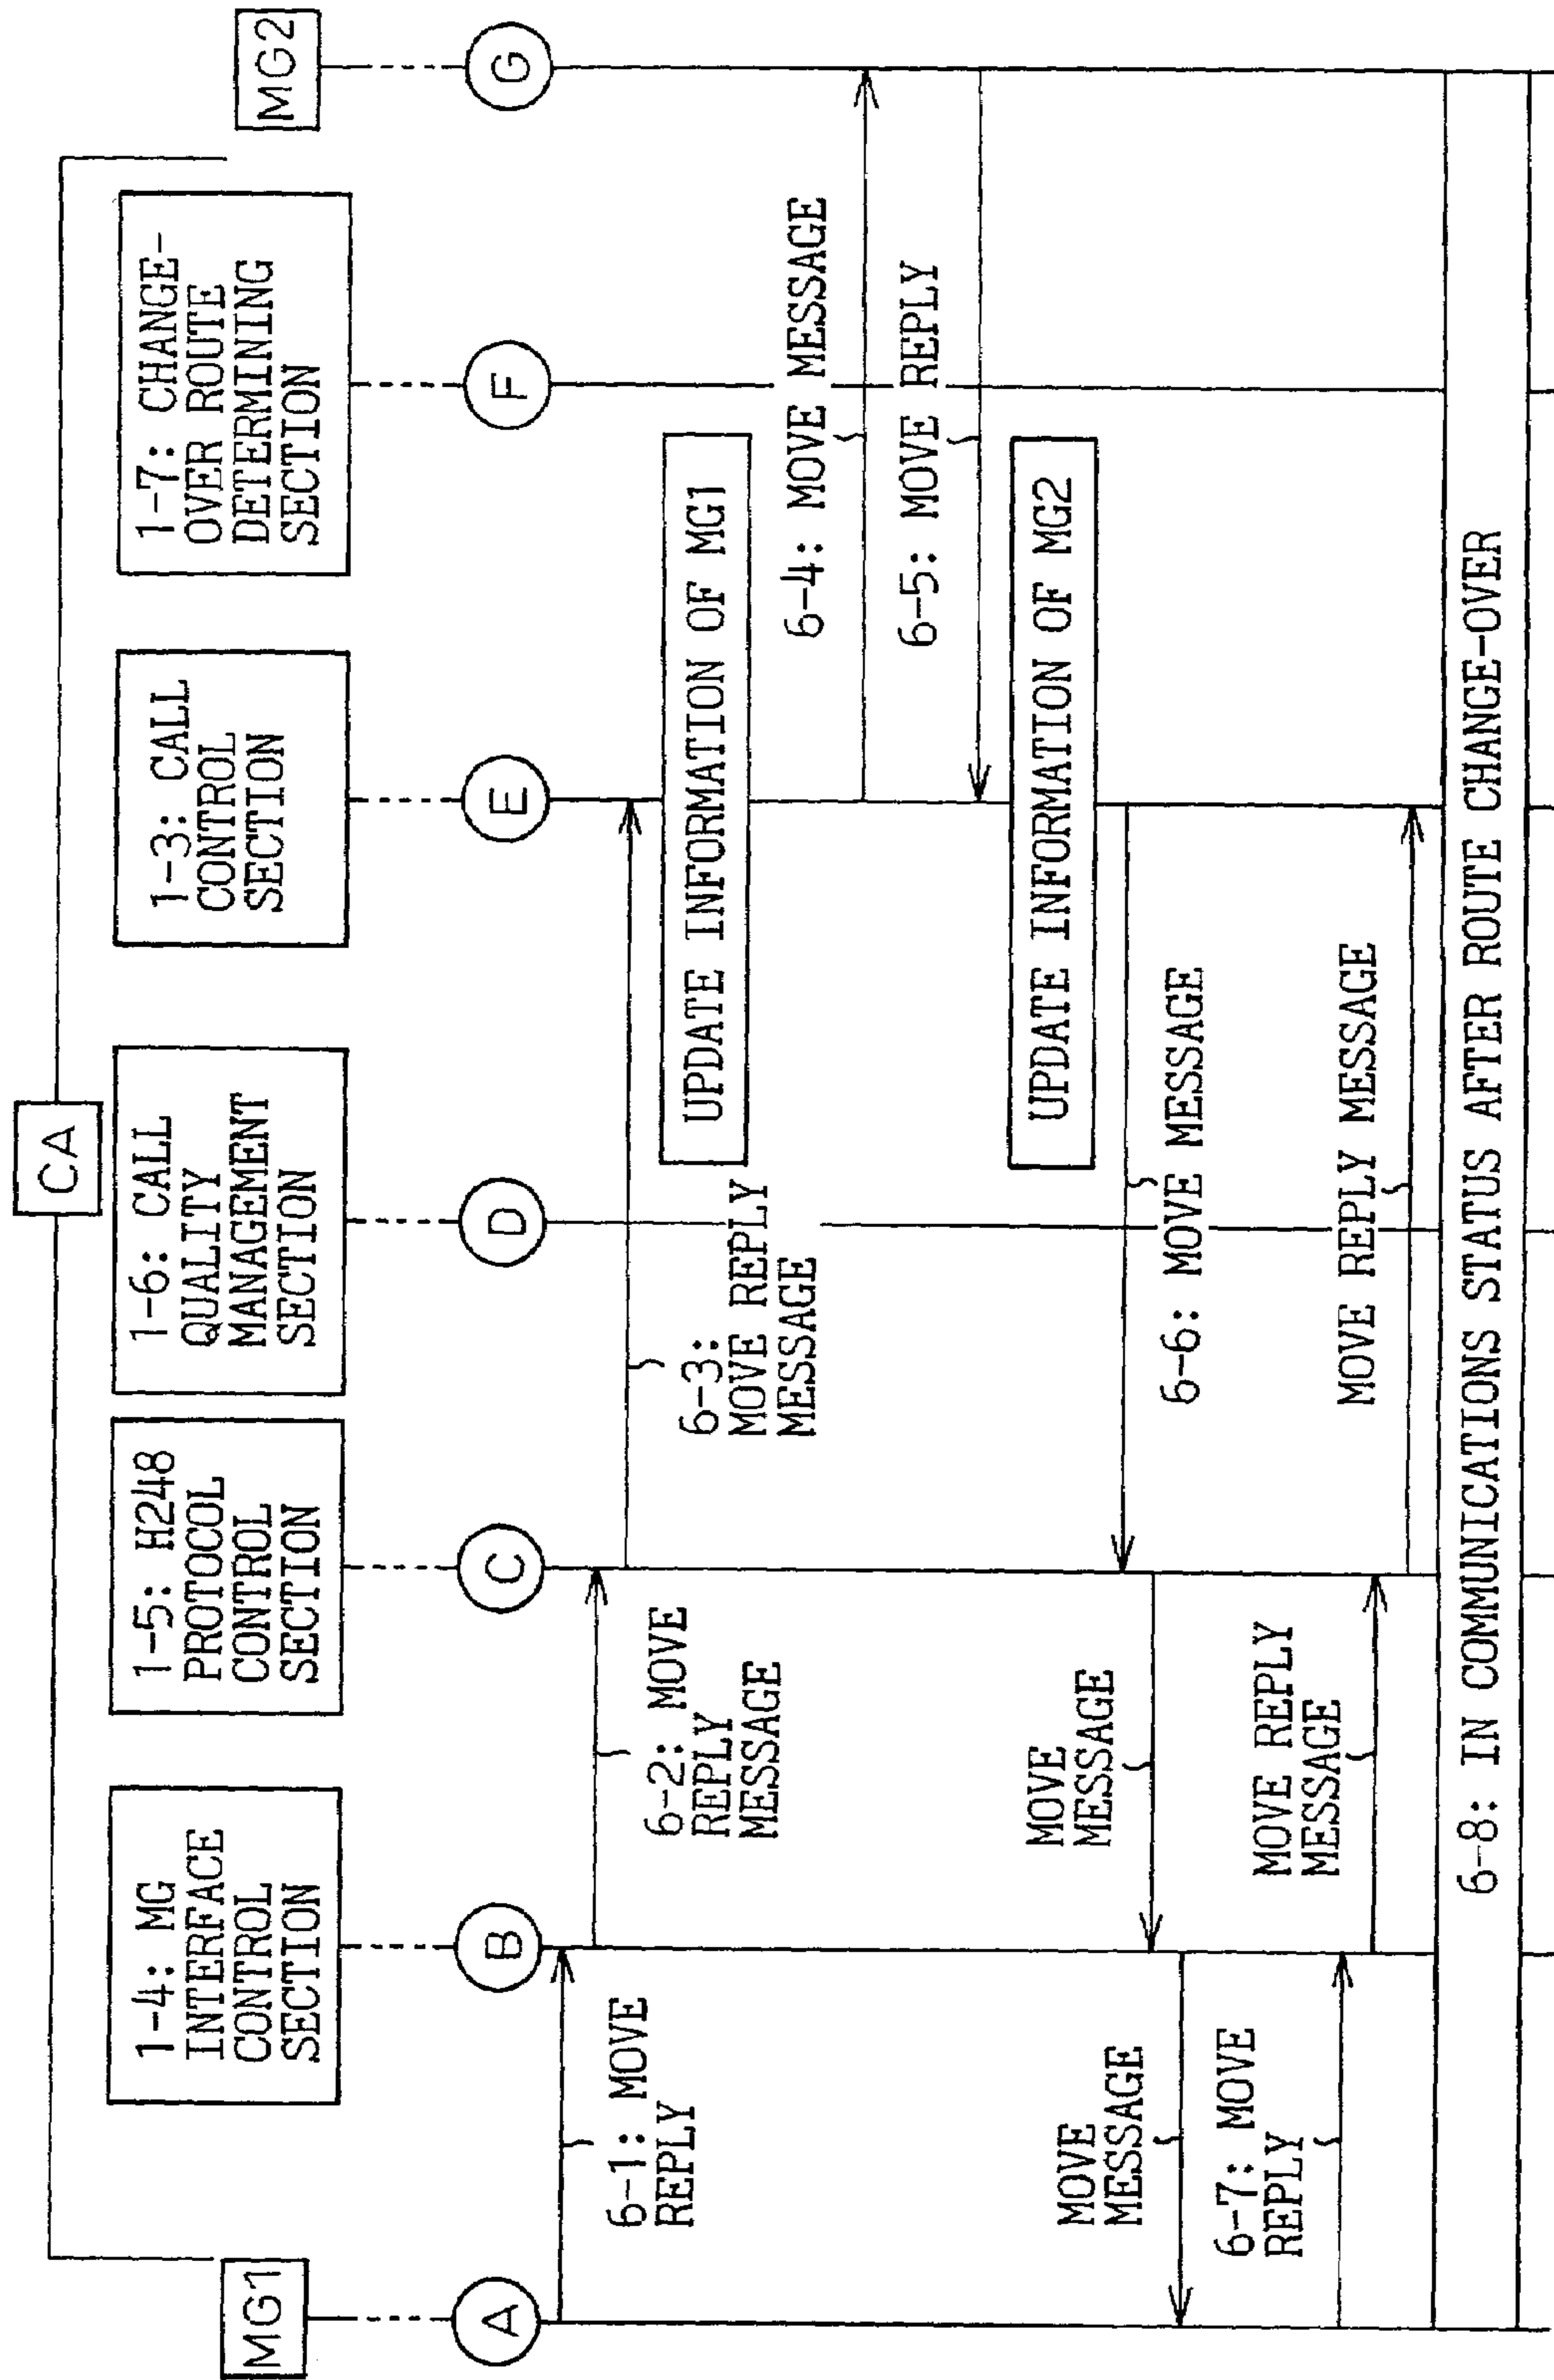 CA
MG1
1-4: MG
INTERFACE
CONTROL
SECTION
1-5: H248
PROTOCOL
CONTROL
SECTION
1-6: CALL
QUALITY
MANAGEMENT
SECTION
1-3: CALL
CONTROL
SECTION
1-7: CHANGE-
OVER ROUTE
DETERMINING
SECTION
MG2
A
B
C
D
E
F
G
6-1: MOVE
REPLY
6-2: MOVE
REPLY
MESSAGE
6-3:
MOVE REPLY
MESSAGE
UPDATE INFORMATION OF MG1
6-4: MOVE MESSAGE
6-5: MOVE REPLY
UPDATE INFORMATION OF MG2
6-6: MOVE MESSAGE
MOVE
MESSAGE
MOVE
MESSAGE
6-7: MOVE
REPLY
MOVE REPLY
MESSAGE
MOVE REPLY MESSAGE
6-8: IN COMMUNICATIONS STATUS AFTER ROUTE CHANGE-OVER